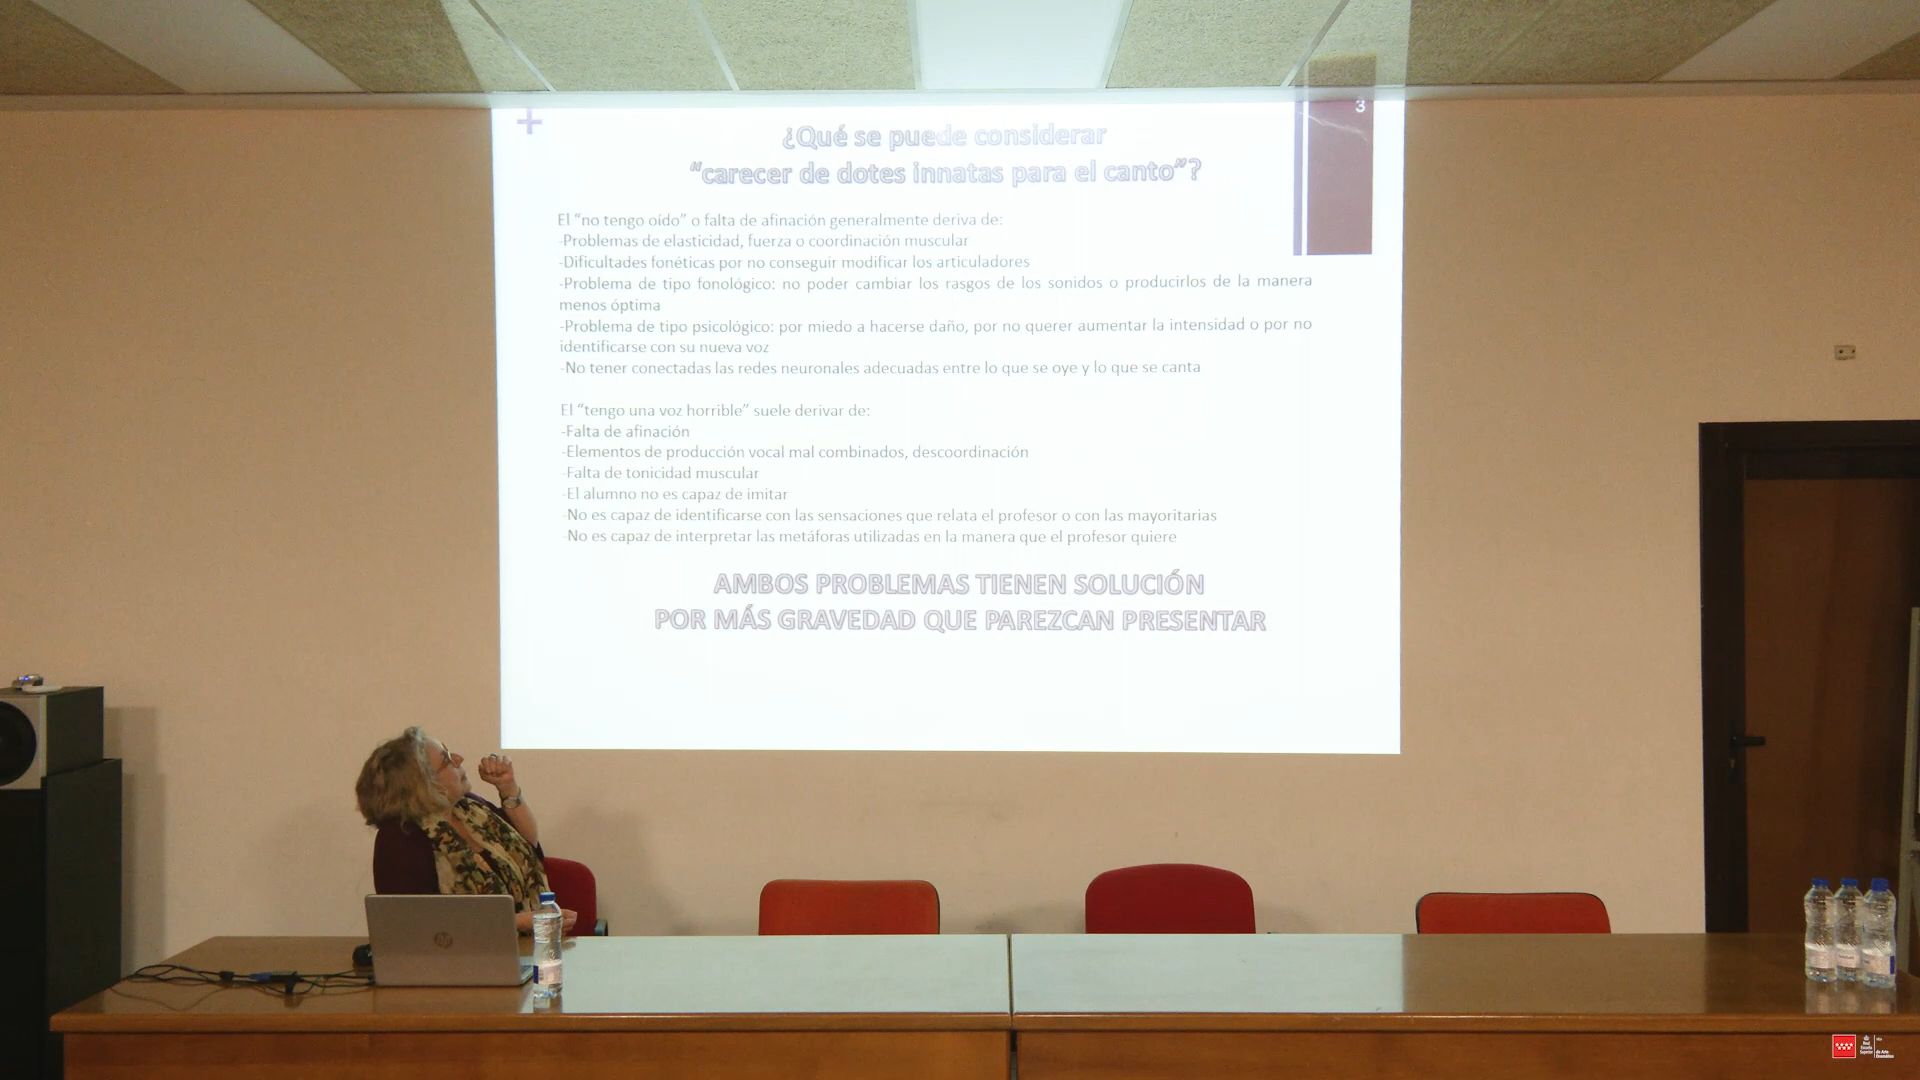 3
¿Qué se puede considerar
“carecer de dotes innatas para el canto”?
El “no tengo oído” o falta de afinación generalmente deriva de:
-Problemas de elasticidad, fuerza o coordinación muscular
-Dificultades fonéticas por no conseguir modificar los articuladores
-Problema de tipo fonológico: no poder cambiar los rasgos de los sonidos o producirlos de la manera
menos óptima
-Problema de tipo psicológico: por miedo a hacerse daño, por no querer aumentar la intensidad o por no
identificarse con su nueva voz
-No tener conectadas las redes neuronales adecuadas entre lo que se oye y lo que se canta
El “tengo una voz horrible” suele derivar de:
-Falta de afinación
-Elementos de producción vocal mal combinados, descoordinación
-Falta de tonicidad muscular
-El alumno no es capaz de imitar
-No es capaz de identificarse con las sensaciones que relata el profesor o con las mayoritarias
-No es capaz de interpretar las metáforas utilizadas en la manera que el profesor quiere
AMBOS PROBLEMAS TIENEN SOLUCIÓN
POR MÁS GRAVEDAD QUE PAREZCAN PRESENTAR
hp